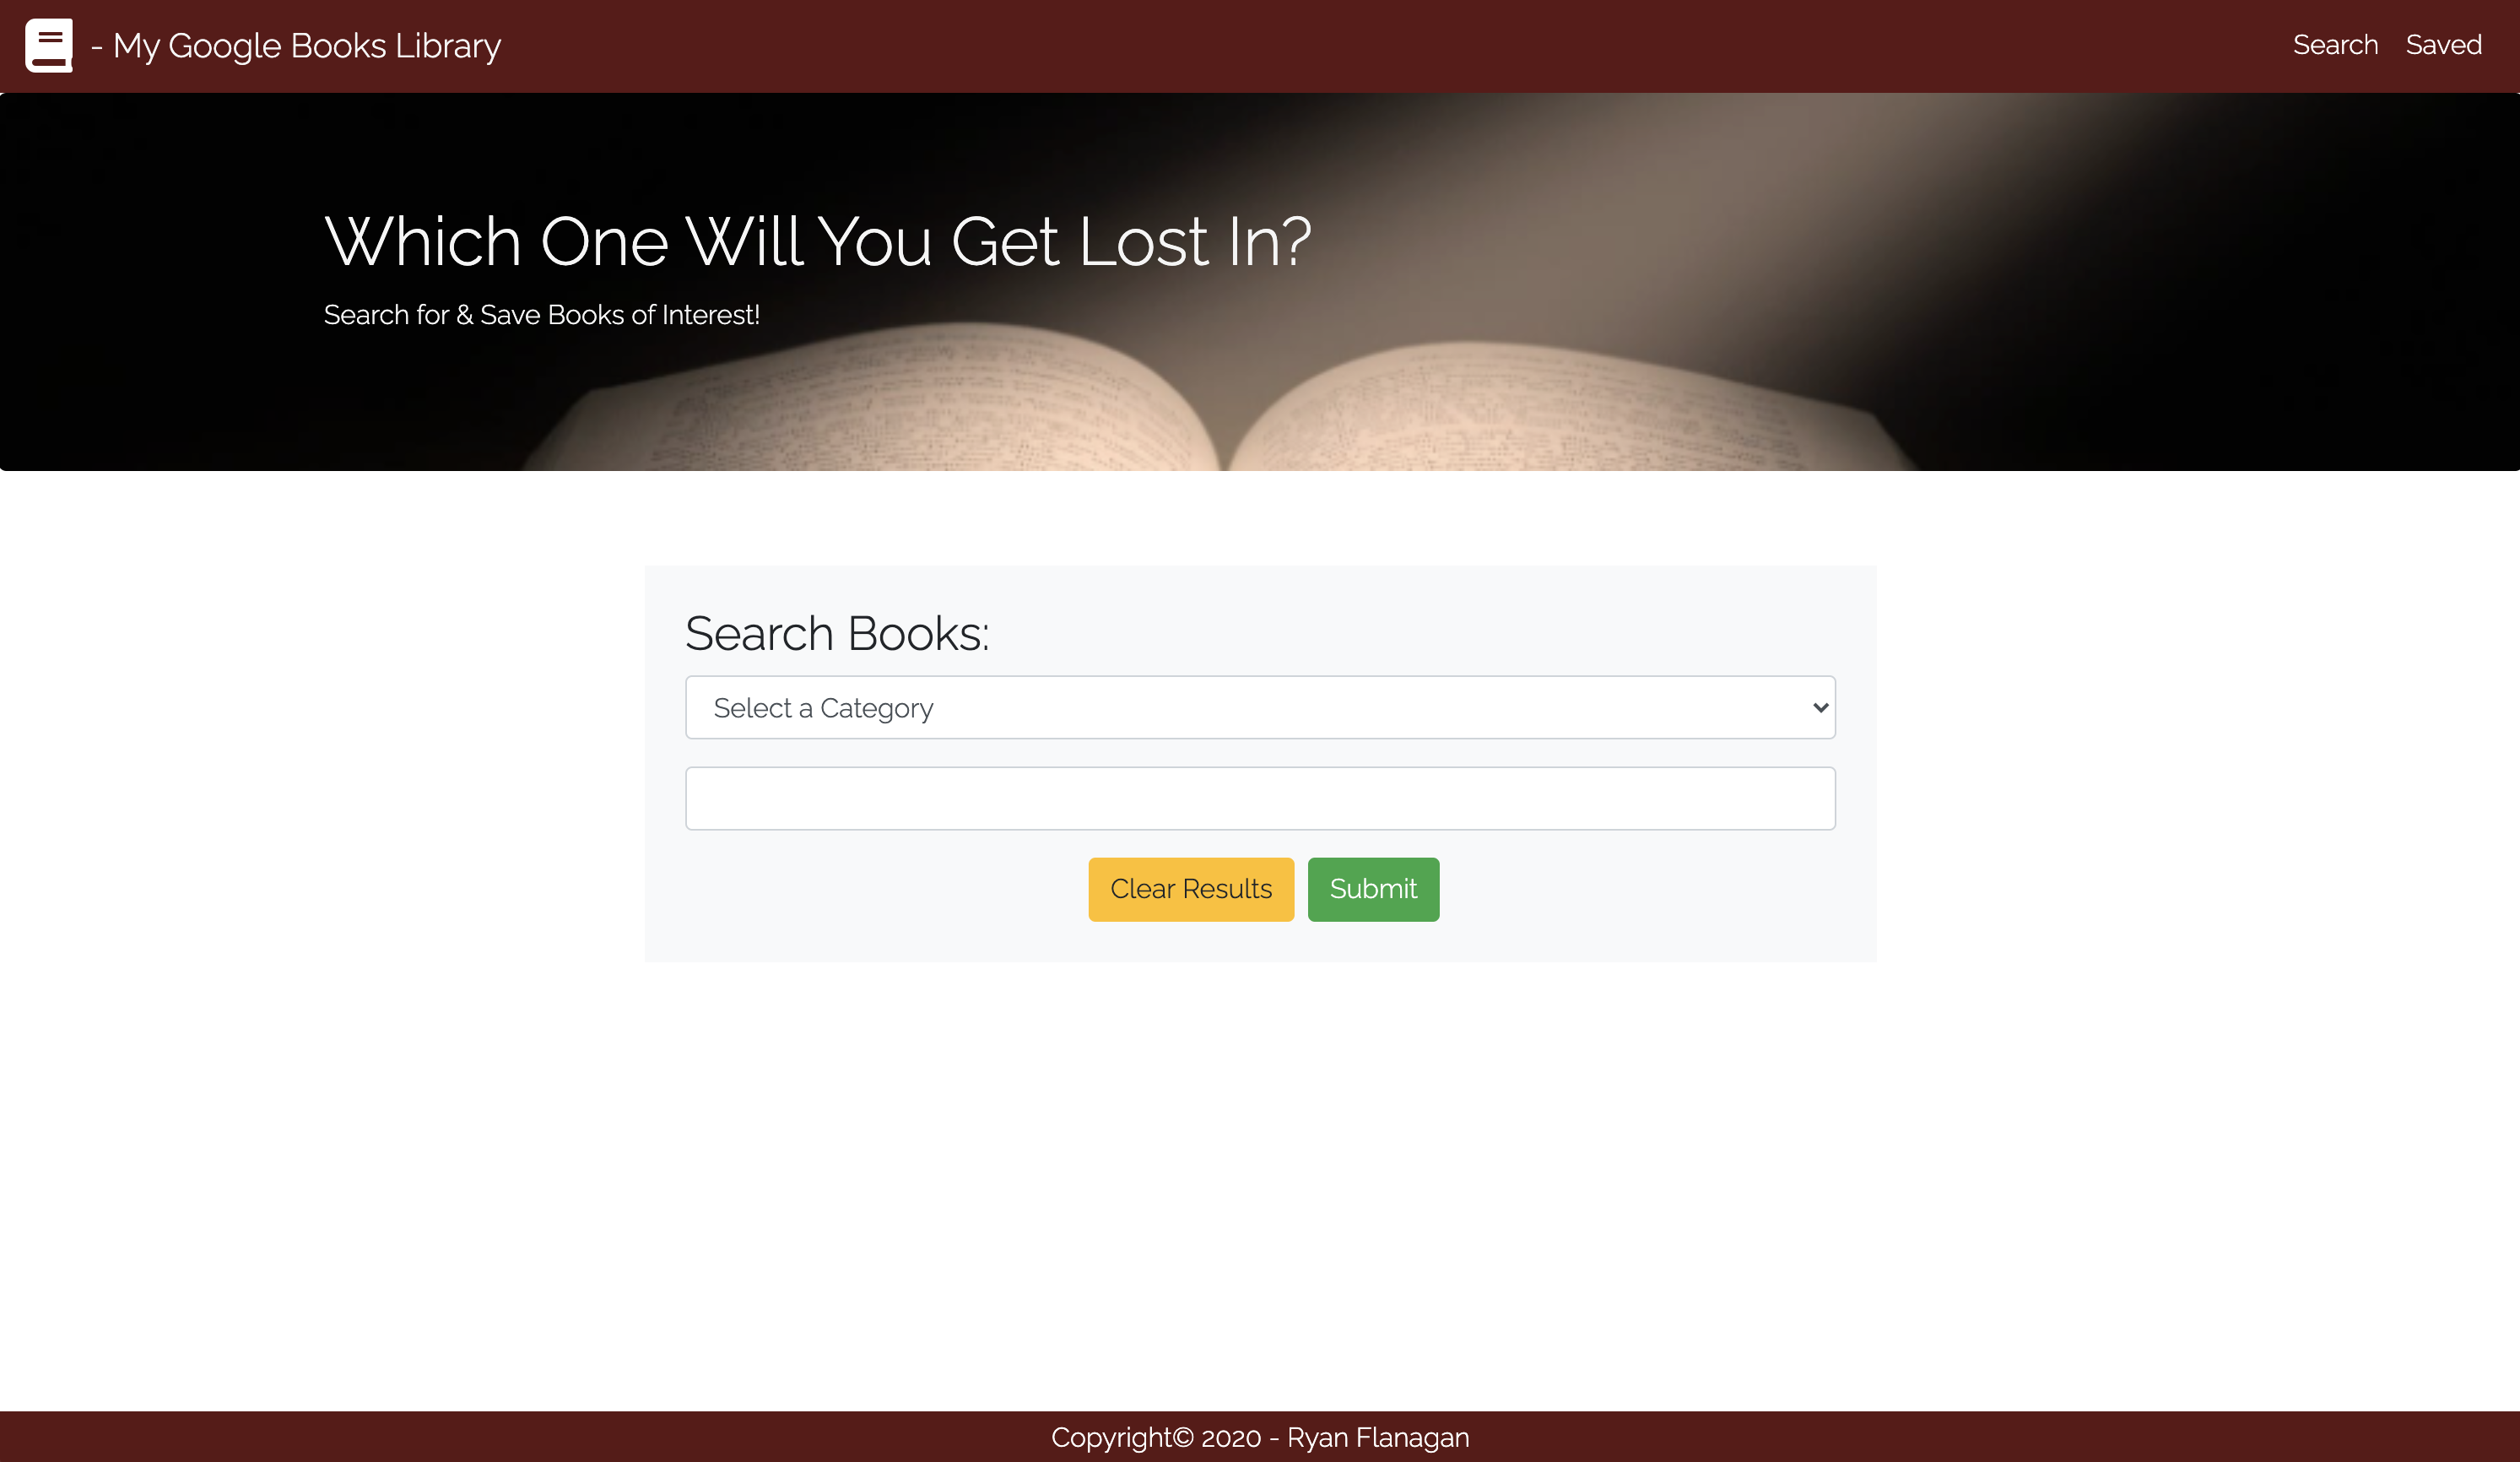 - My Google Books Library
Search Saved
Which One Will You Get Lost In?
Search for & Save Books of Interest!
Search Books:
Select a Category
Clear Results Submit
Copyright© 2020 - Ryan Flanagan